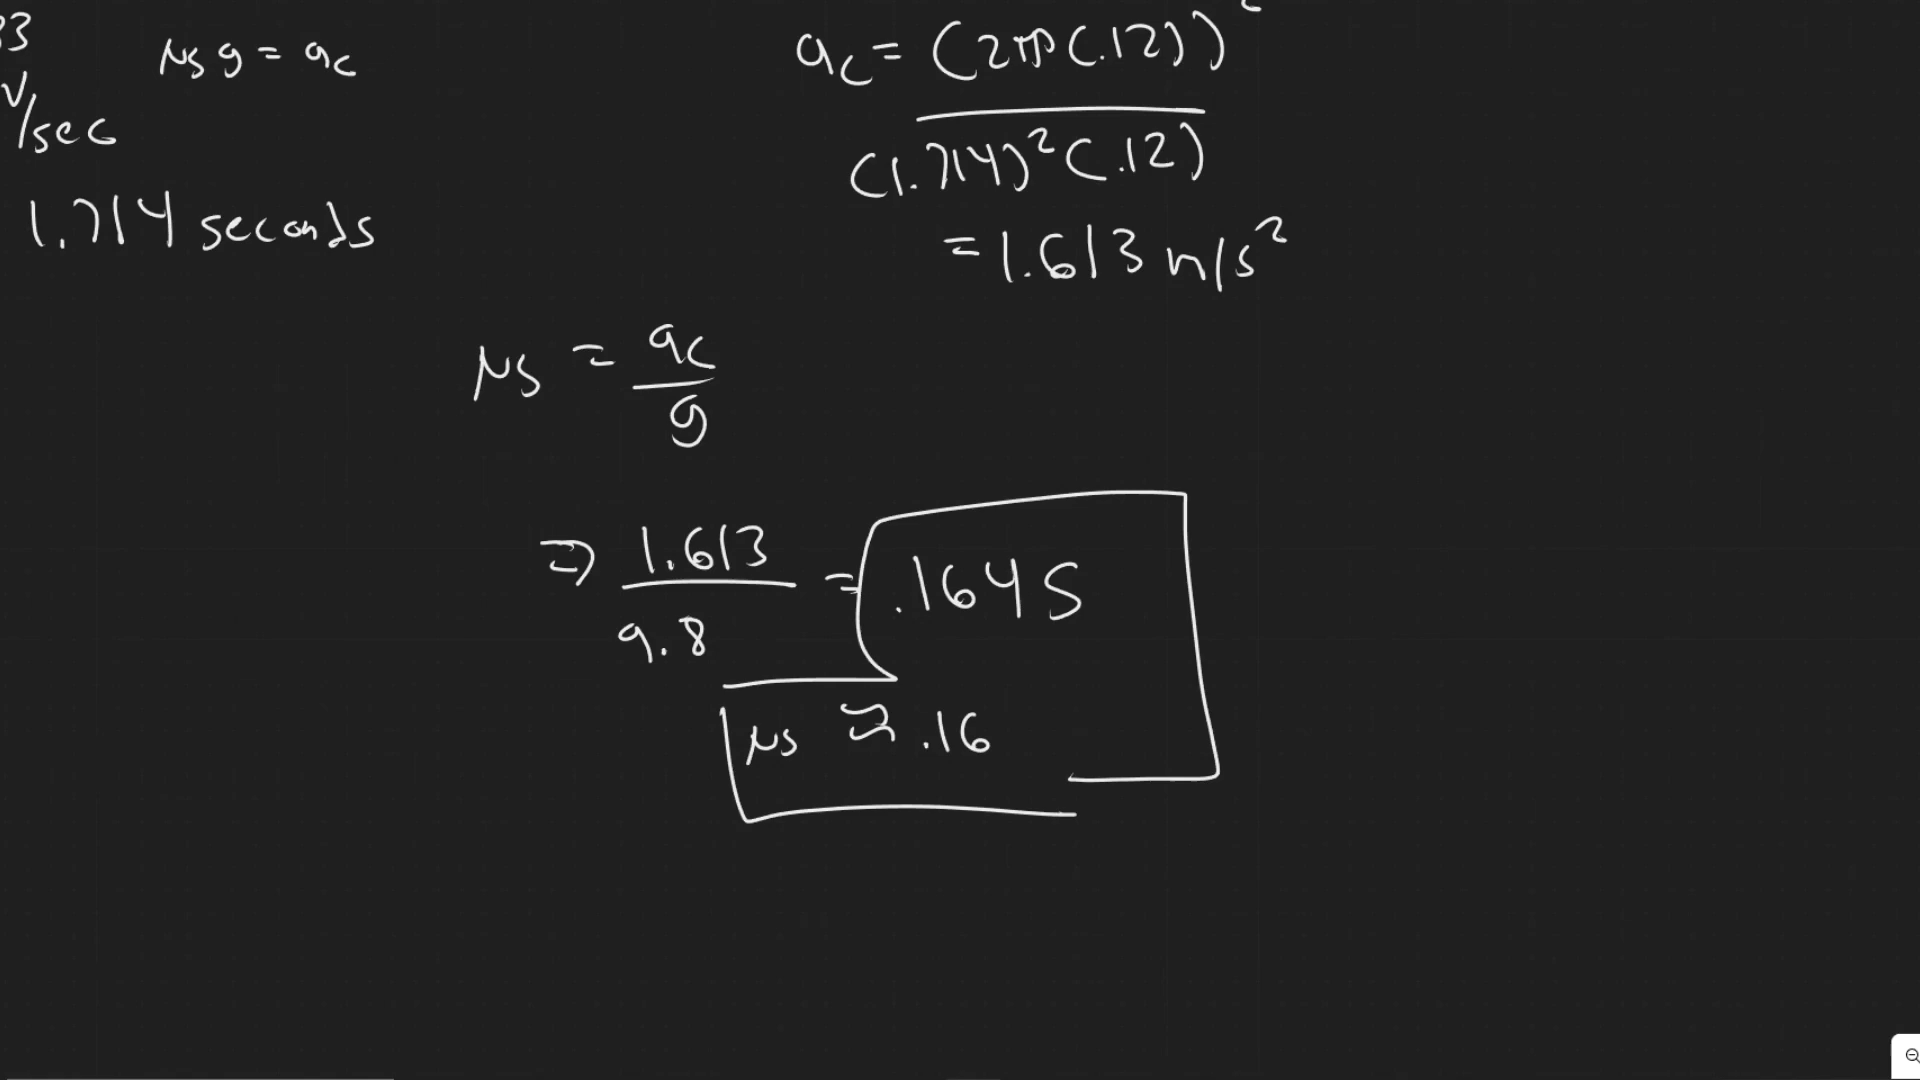 33
μs g = ac
ac = (2π(.12))²
/sec
(1.714)²(.12)
1.714 seconds
= 1.613 m/s²
μs = ac
g
⇒ 1.613 = .1645
9.8
μs ≈ .16